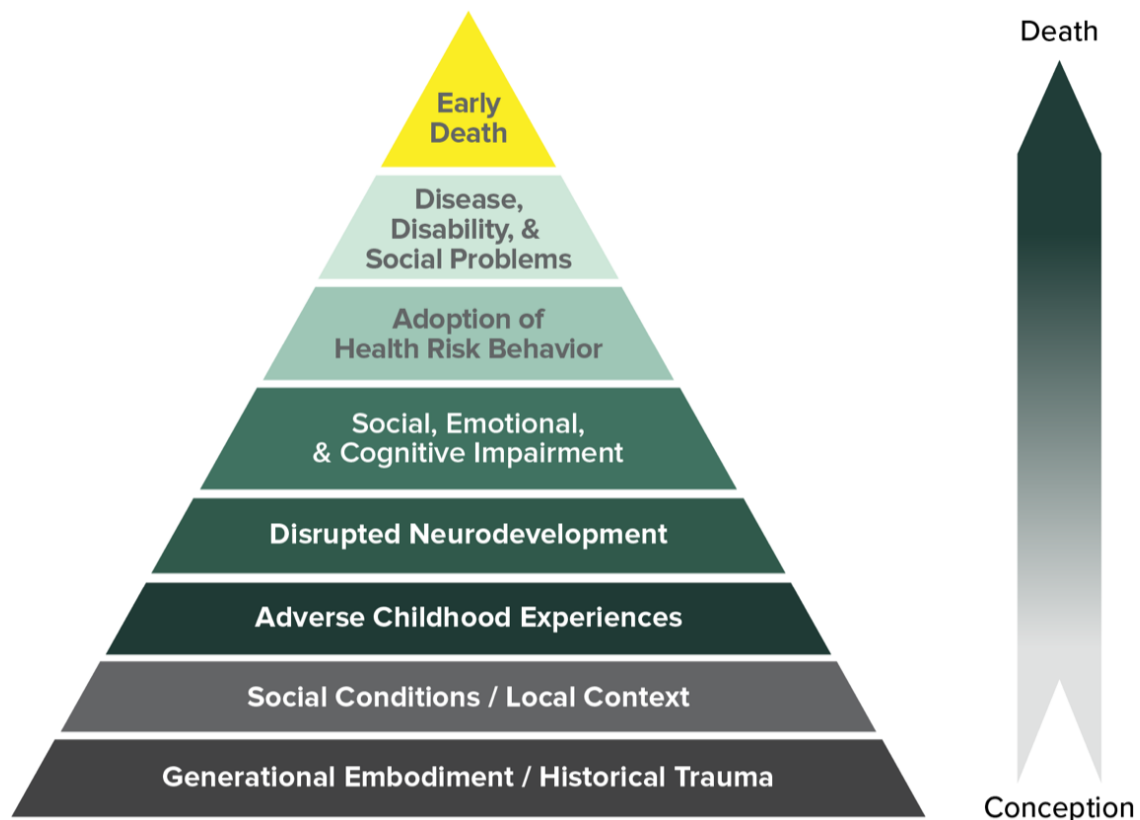 Death
Early
Death
Disease,
Disability, &
Social Problems
Adoption of
Health Risk Behavior
Social, Emotional,
& Cognitive Impairment
Disrupted Neurodevelopment
Adverse Childhood Experiences
Social Conditions / Local Context
Generational Embodiment / Historical Trauma
Conception